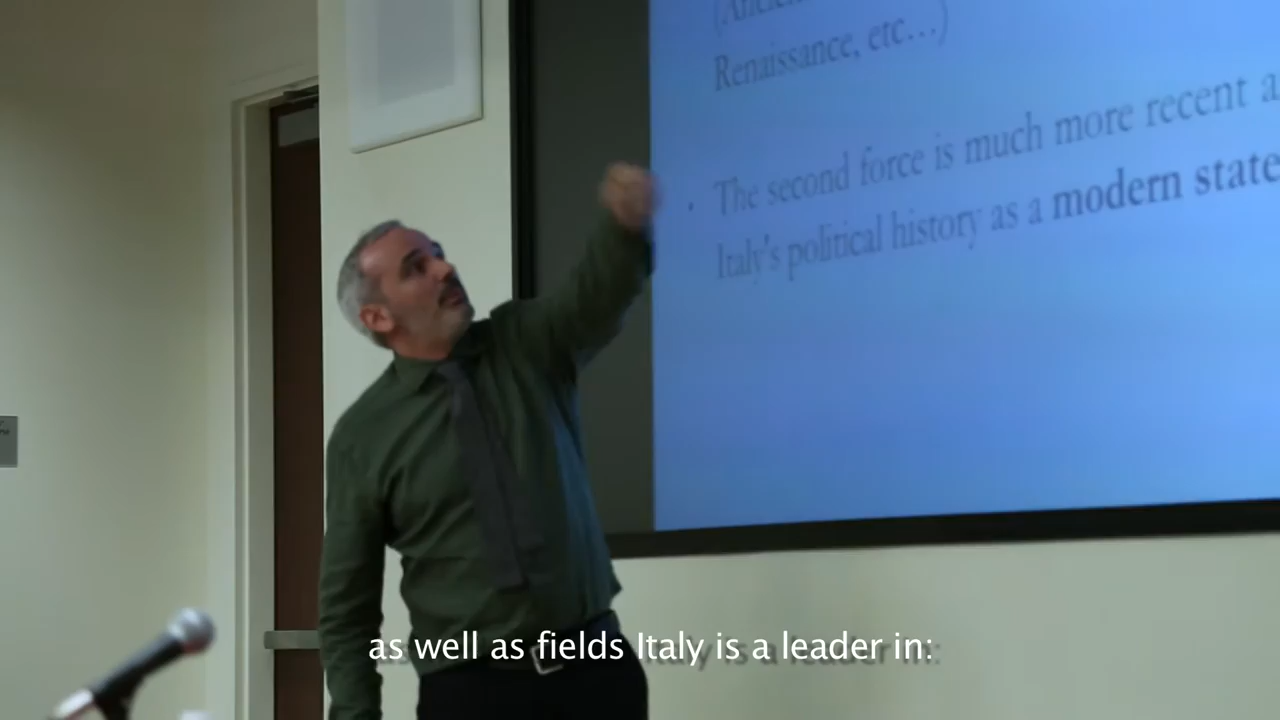 (Ancient
Renaissance, etc...)
• The second force is much more recent
Italy's political history as a modern state
as well as fields Italy is a leader in: